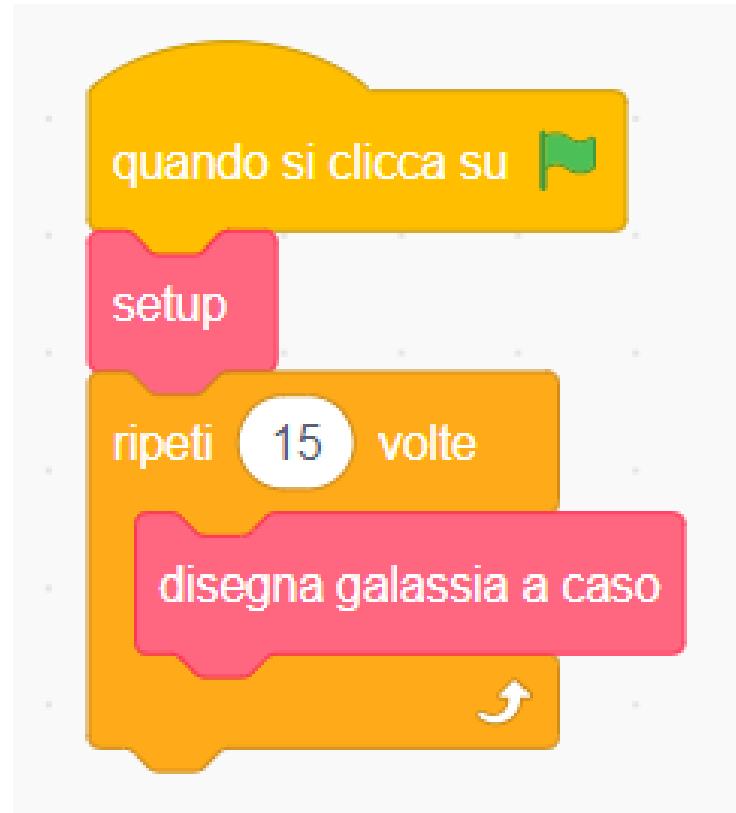 quando si clicca su
setup
ripeti 15 volte
disegna galassia a caso